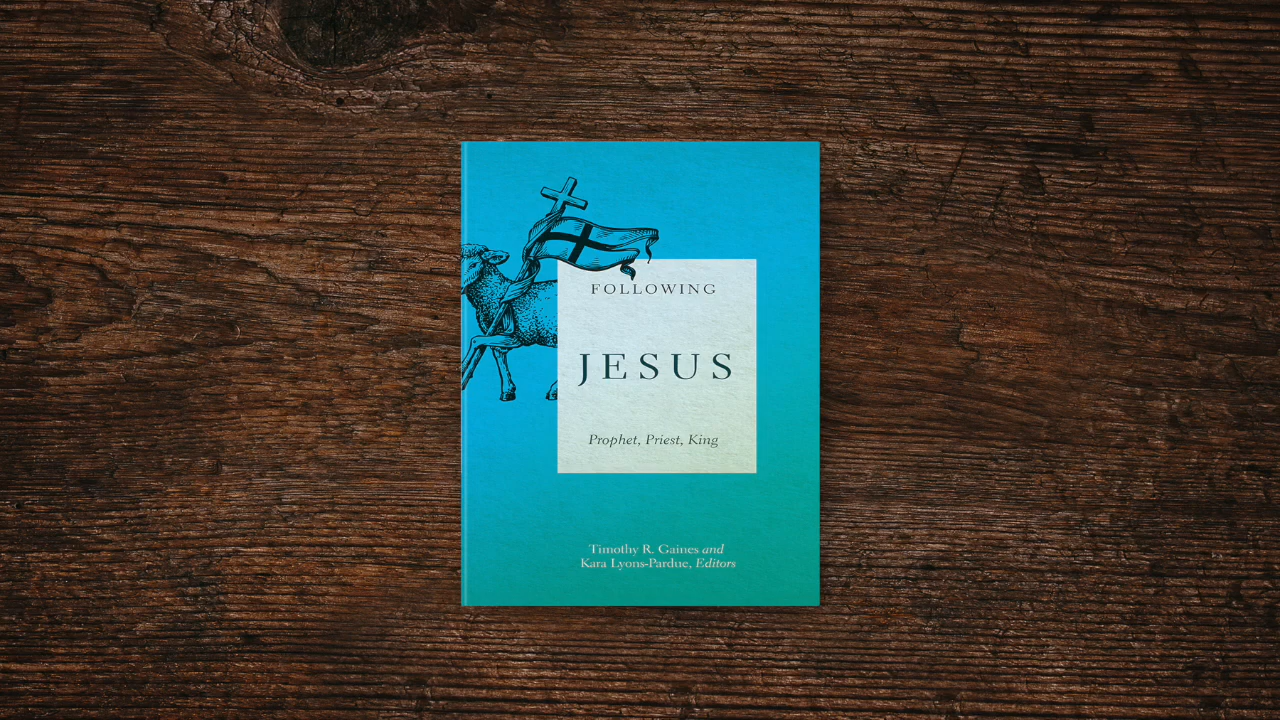 FOLLOWING
JESUS
Prophet, Priest, King
Timothy R. Gaines and
Kara Lyons-Pardue, Editors